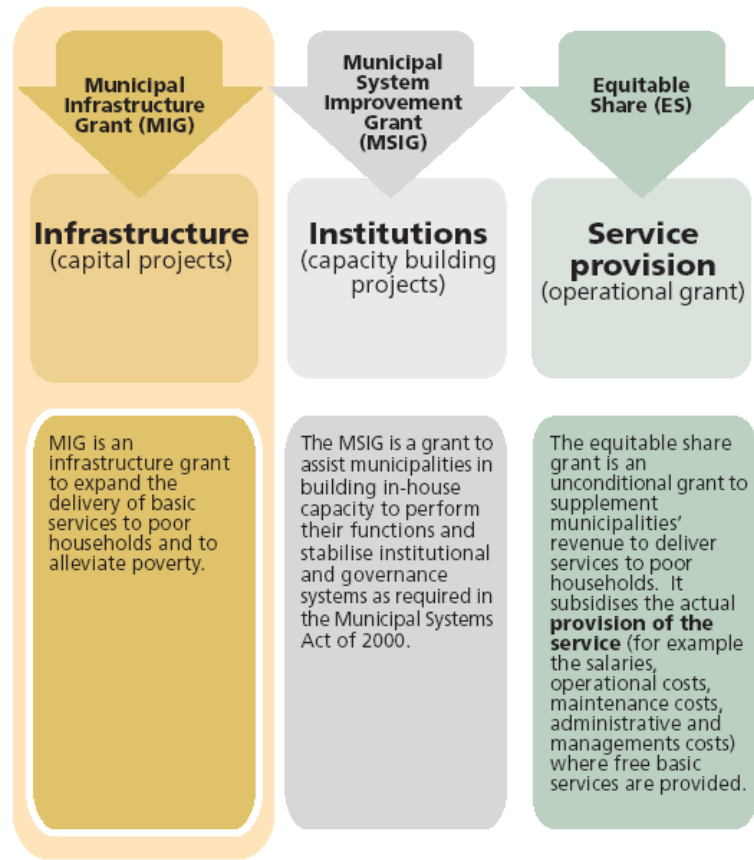 Municipal
Infrastructure
Grant (MIG)
Infrastructure
(capital projects)
MIG is an
infrastructure grant
to expand the
delivery of basic
services to poor
households and to
alleviate poverty.
Municipal
System
Improvement
Grant
(MSIG)
Institutions
(capacity building
projects)
The MSIG is a grant to
assist municipalities in
building in-house
capacity to perform
their functions and
stabilise institutional
and governance
systems as required in
the Municipal Systems
Act of 2000.
Equitable
Share (ES)
Service
provision
(operational grant)
The equitable share
grant is an
unconditional grant to
supplement
municipalities’
revenue to deliver
services to poor
households.  It
subsidises the actual
provision of the
service (for example
the salaries,
operational costs,
maintenance costs,
administrative and
managements costs)
where free basic
services are provided.